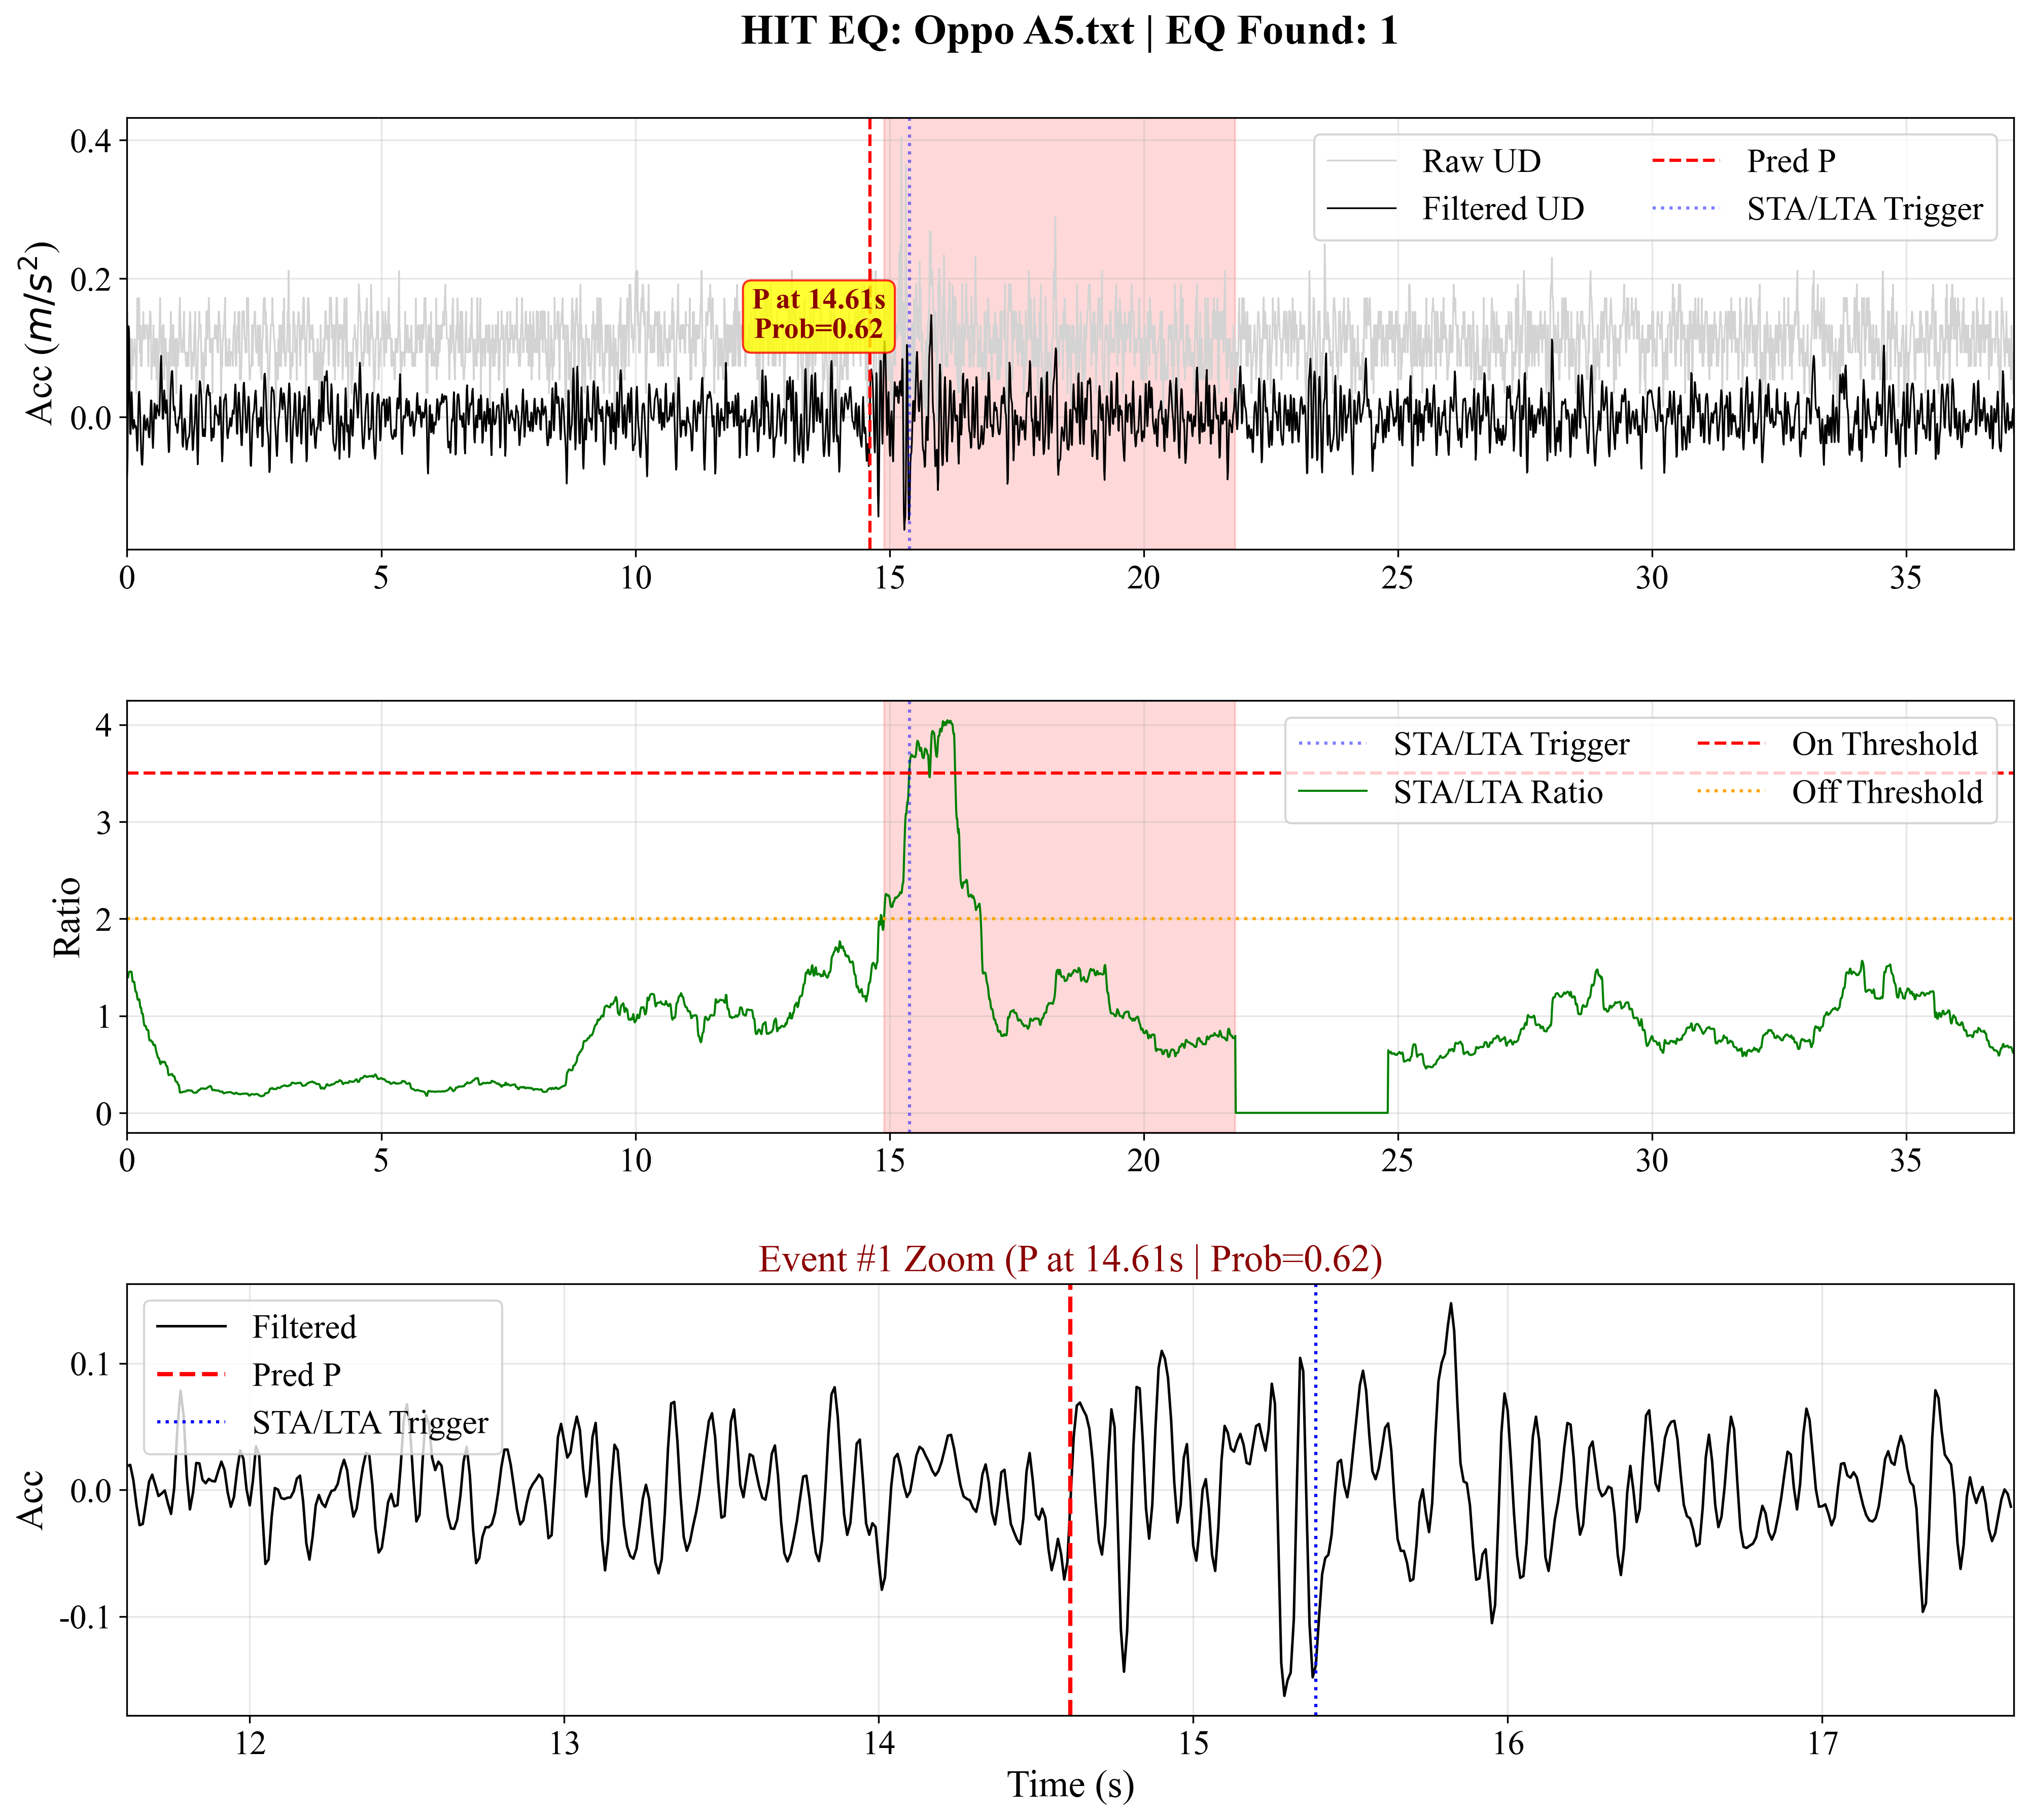 HIT EQ: Oppo A5.txt | EQ Found: 1
Acc (m/s²)
0.4
0.2
0.0
Raw UD
Filtered UD
Pred P
STA/LTA Trigger
P at 14.61s
Prob=0.62
0 5 10 15 20 25 30 35
Ratio
4
3
2
1
0
STA/LTA Trigger
STA/LTA Ratio
On Threshold
Off Threshold
0 5 10 15 20 25 30 35
Event #1 Zoom (P at 14.61s | Prob=0.62)
Acc
0.1
0.0
-0.1
Filtered
Pred P
STA/LTA Trigger
12 13 14 15 16 17
Time (s)